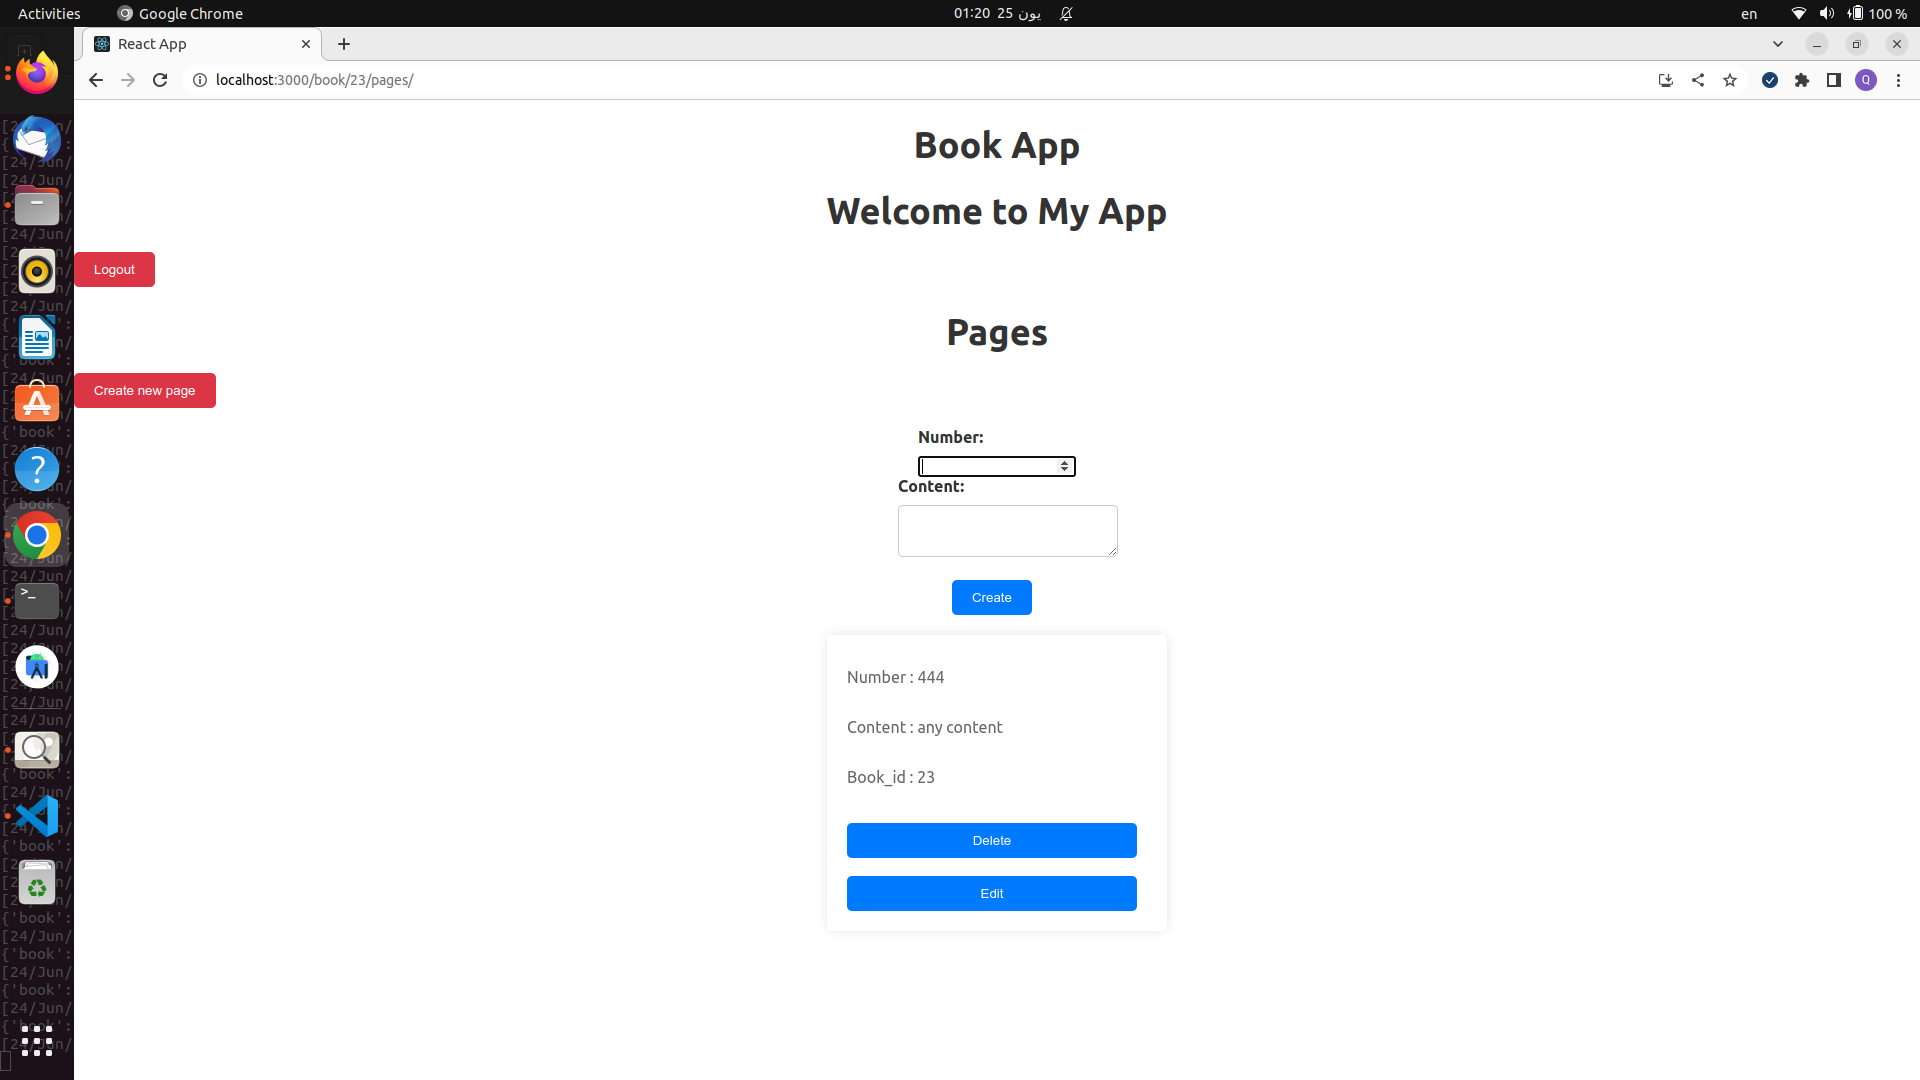 Activities
Google Chrome
01:20 25 يون
en
100 %
React App
localhost:3000/book/23/pages/
Q
Book App
Welcome to My App
Logout
Pages
Create new page
Number:
Content:
Create
Number : 444
Content : any content
Book_id : 23
Delete
Edit